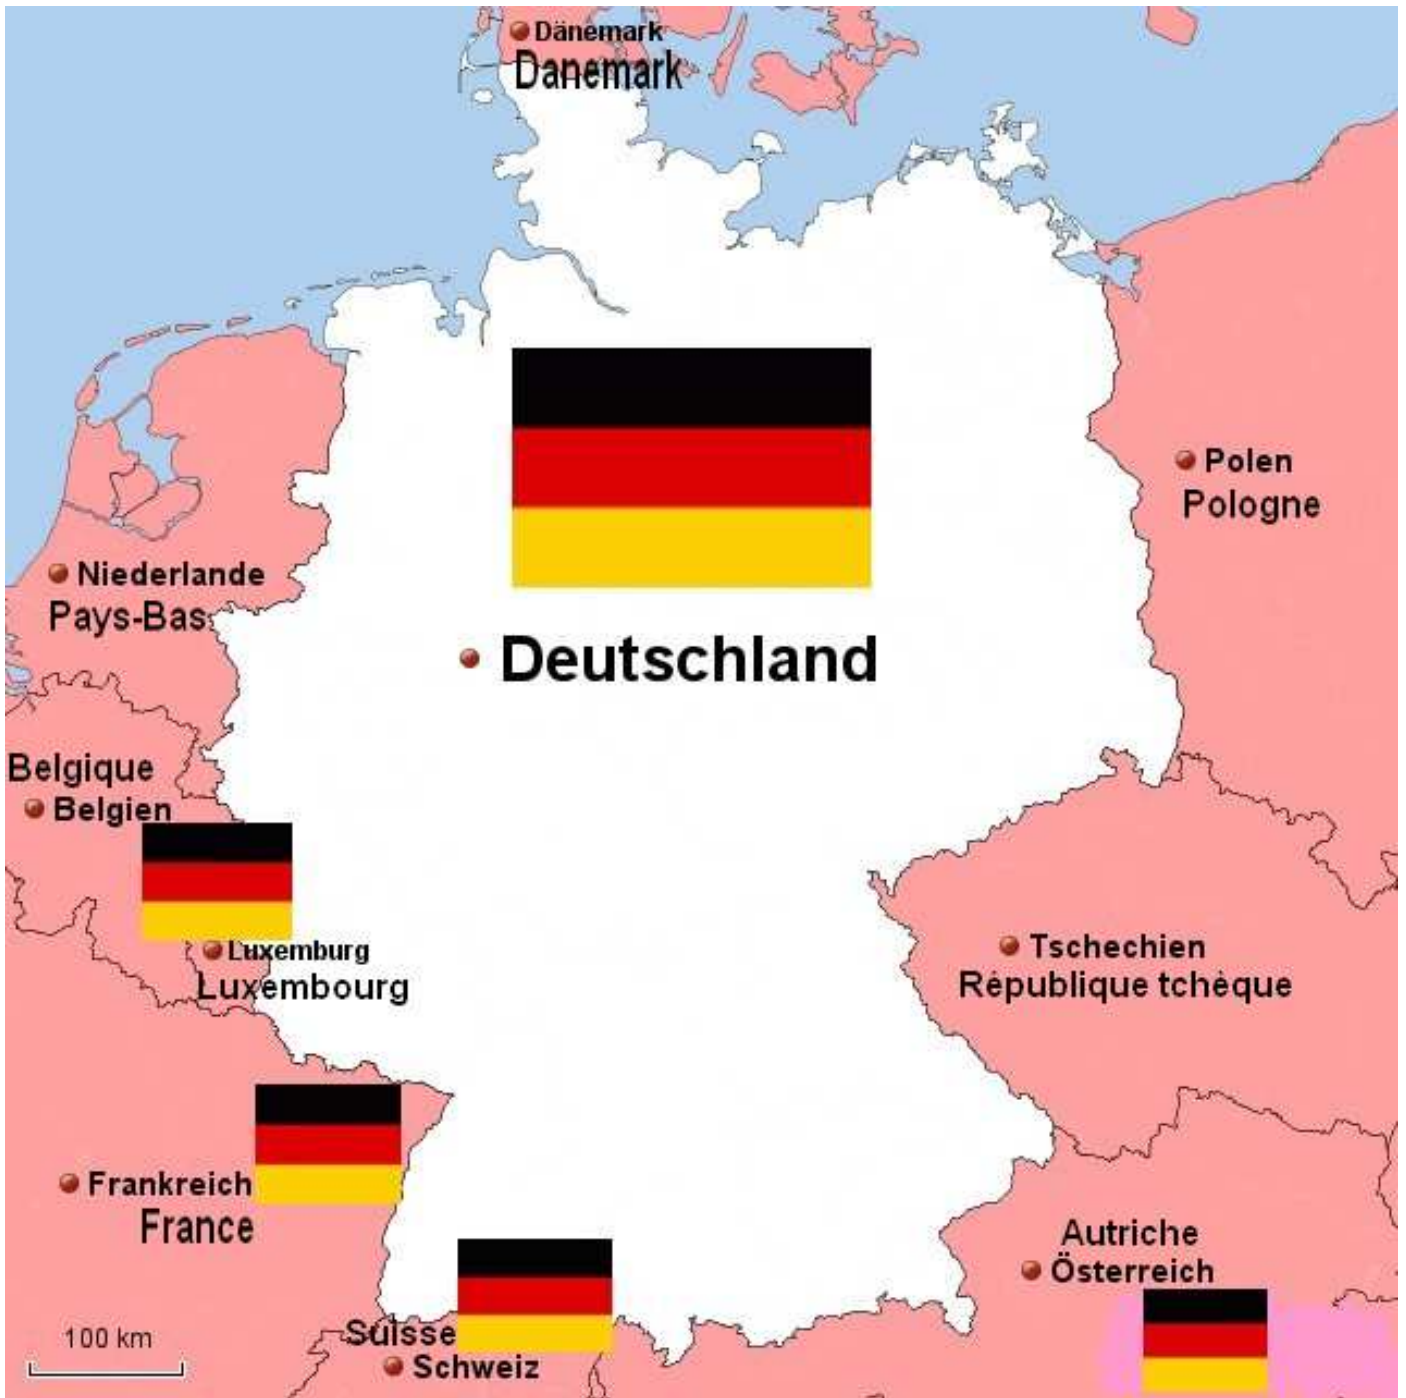 Dänemark
Danemark
Polen
Pologne
Niederlande
Pays-Bas
Deutschland
Belgique
Belgien
Luxemburg
Luxembourg
Tschechien
République tchèque
Frankreich
France
Autriche
Österreich
Suisse
Schweiz
100 km